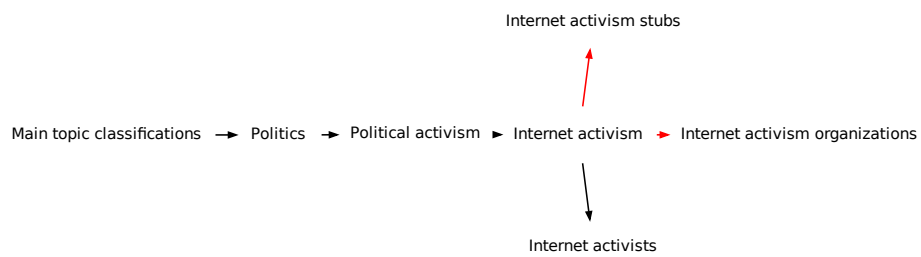 Internet activism stubs
Main topic classifications
Politics
Political activism
Internet activism
Internet activism organizations
Internet activists